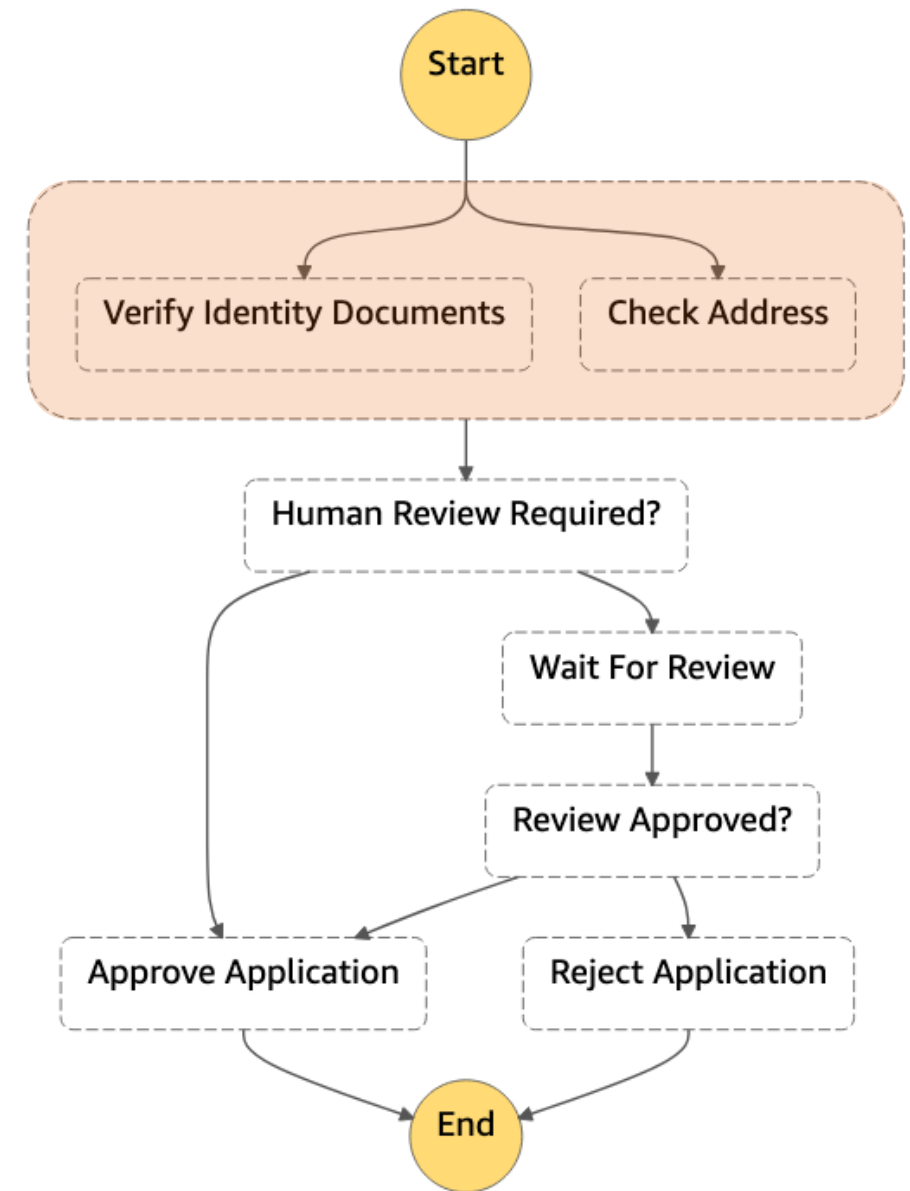 Start
Verify Identity Documents
Check Address
Human Review Required?
Wait For Review
Review Approved?
Approve Application
Reject Application
End